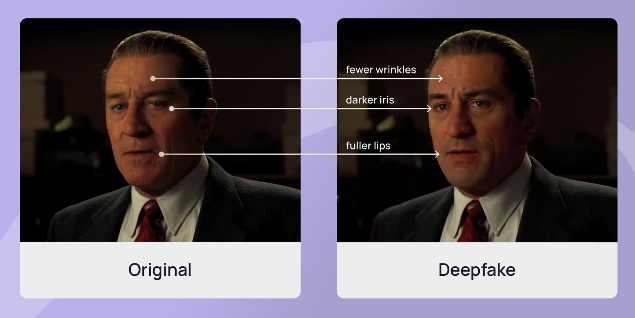 fewer wrinkles
darker iris
fuller lips
Original
Deepfake